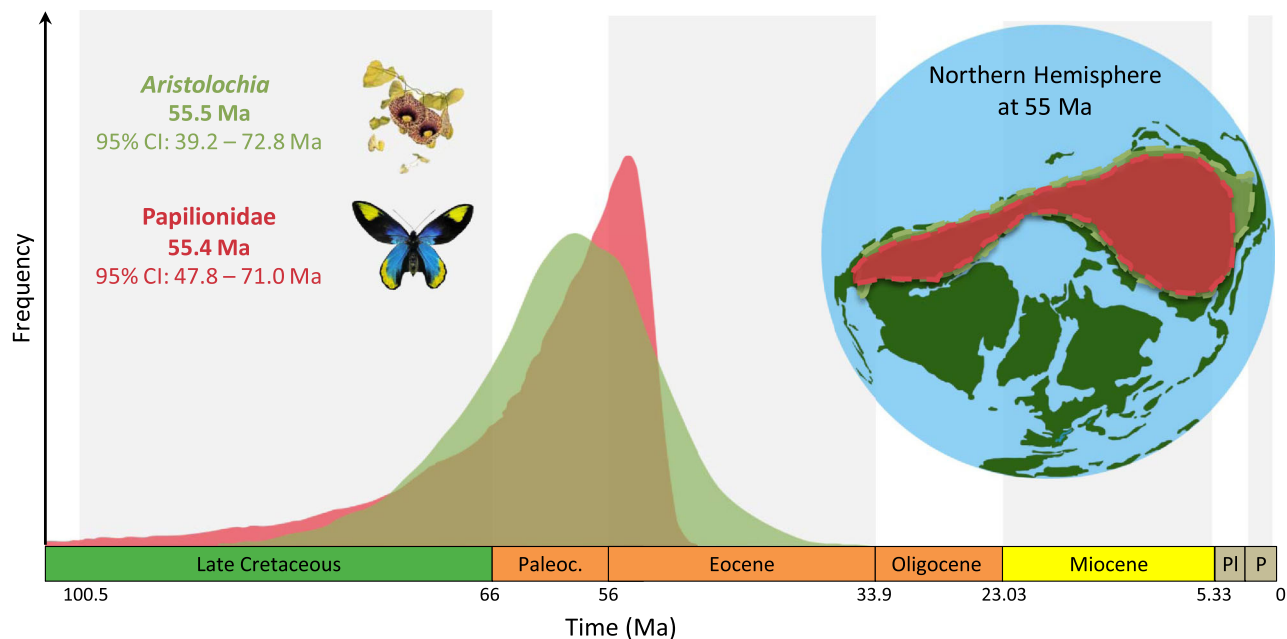 Aristolochia
55.5 Ma
95% CI: 39.2 – 72.8 Ma
Papilionidae
55.4 Ma
95% CI: 47.8 – 71.0 Ma
Northern Hemisphere
at 55 Ma
Frequency
Late Cretaceous
Paleoc.
Eocene
Oligocene
Miocene
Pl
P
100.5
66
56
33.9
23.03
5.33
0
Time (Ma)